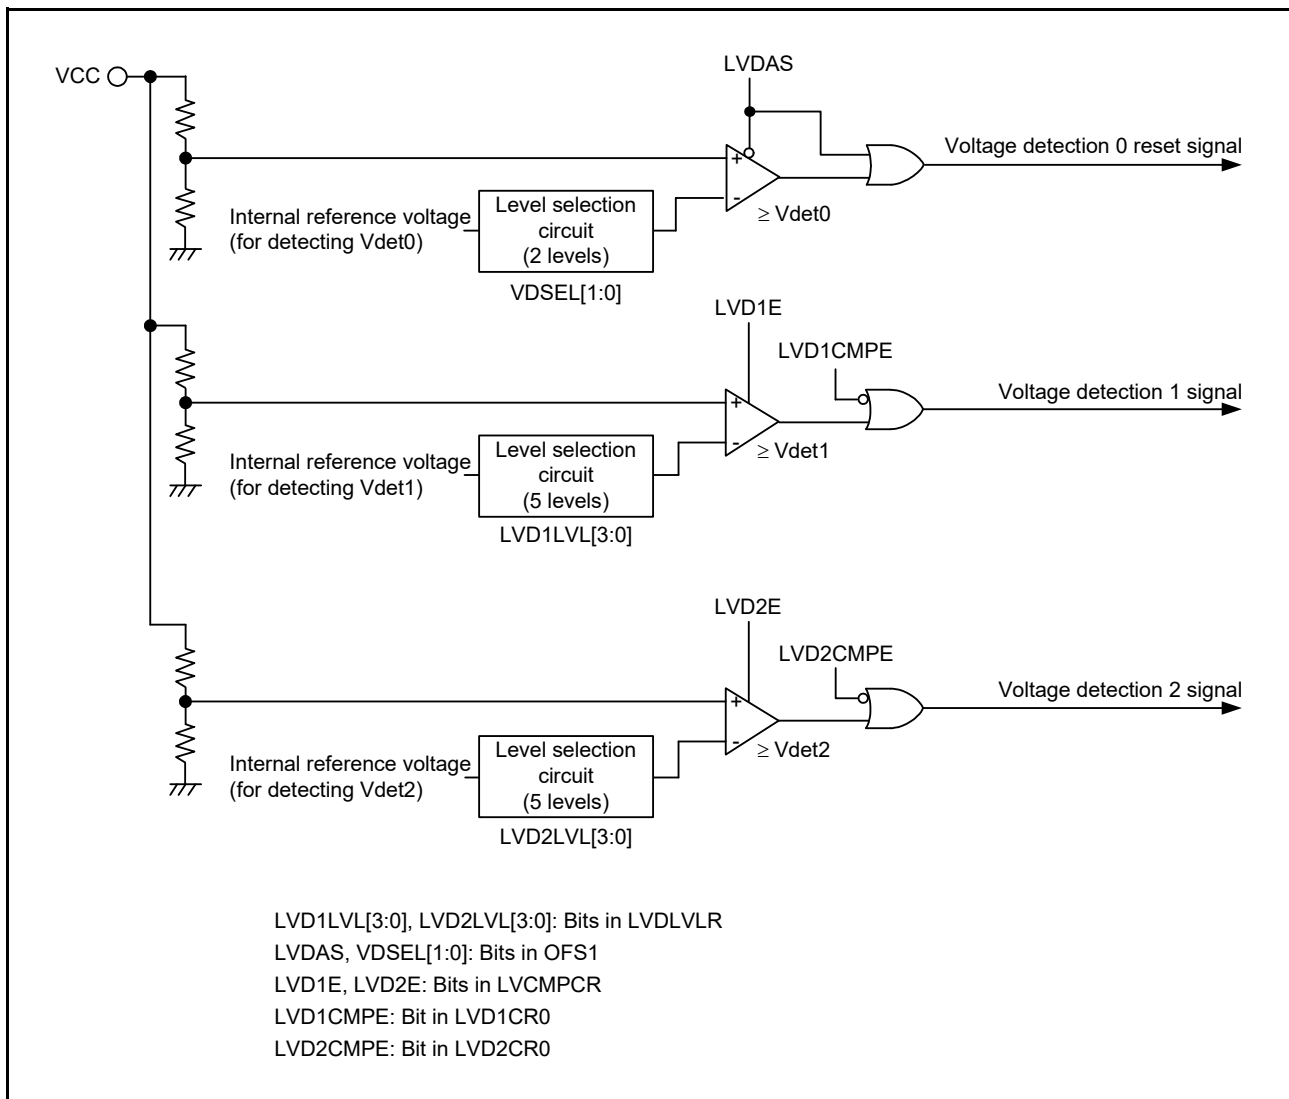 VCC
LVDAS
+
-
≥ Vdet0
Voltage detection 0 reset signal
Internal reference voltage
(for detecting Vdet0)
Level selection
circuit
(2 levels)
VDSEL[1:0]
LVD1E
LVD1CMPE
+
-
≥ Vdet1
Voltage detection 1 signal
Internal reference voltage
(for detecting Vdet1)
Level selection
circuit
(5 levels)
LVD1LVL[3:0]
LVD2E
LVD2CMPE
+
-
≥ Vdet2
Voltage detection 2 signal
Internal reference voltage
(for detecting Vdet2)
Level selection
circuit
(5 levels)
LVD2LVL[3:0]
LVD1LVL[3:0], LVD2LVL[3:0]: Bits in LVDLVLR
LVDAS, VDSEL[1:0]: Bits in OFS1
LVD1E, LVD2E: Bits in LVCMPCR
LVD1CMPE: Bit in LVD1CR0
LVD2CMPE: Bit in LVD2CR0